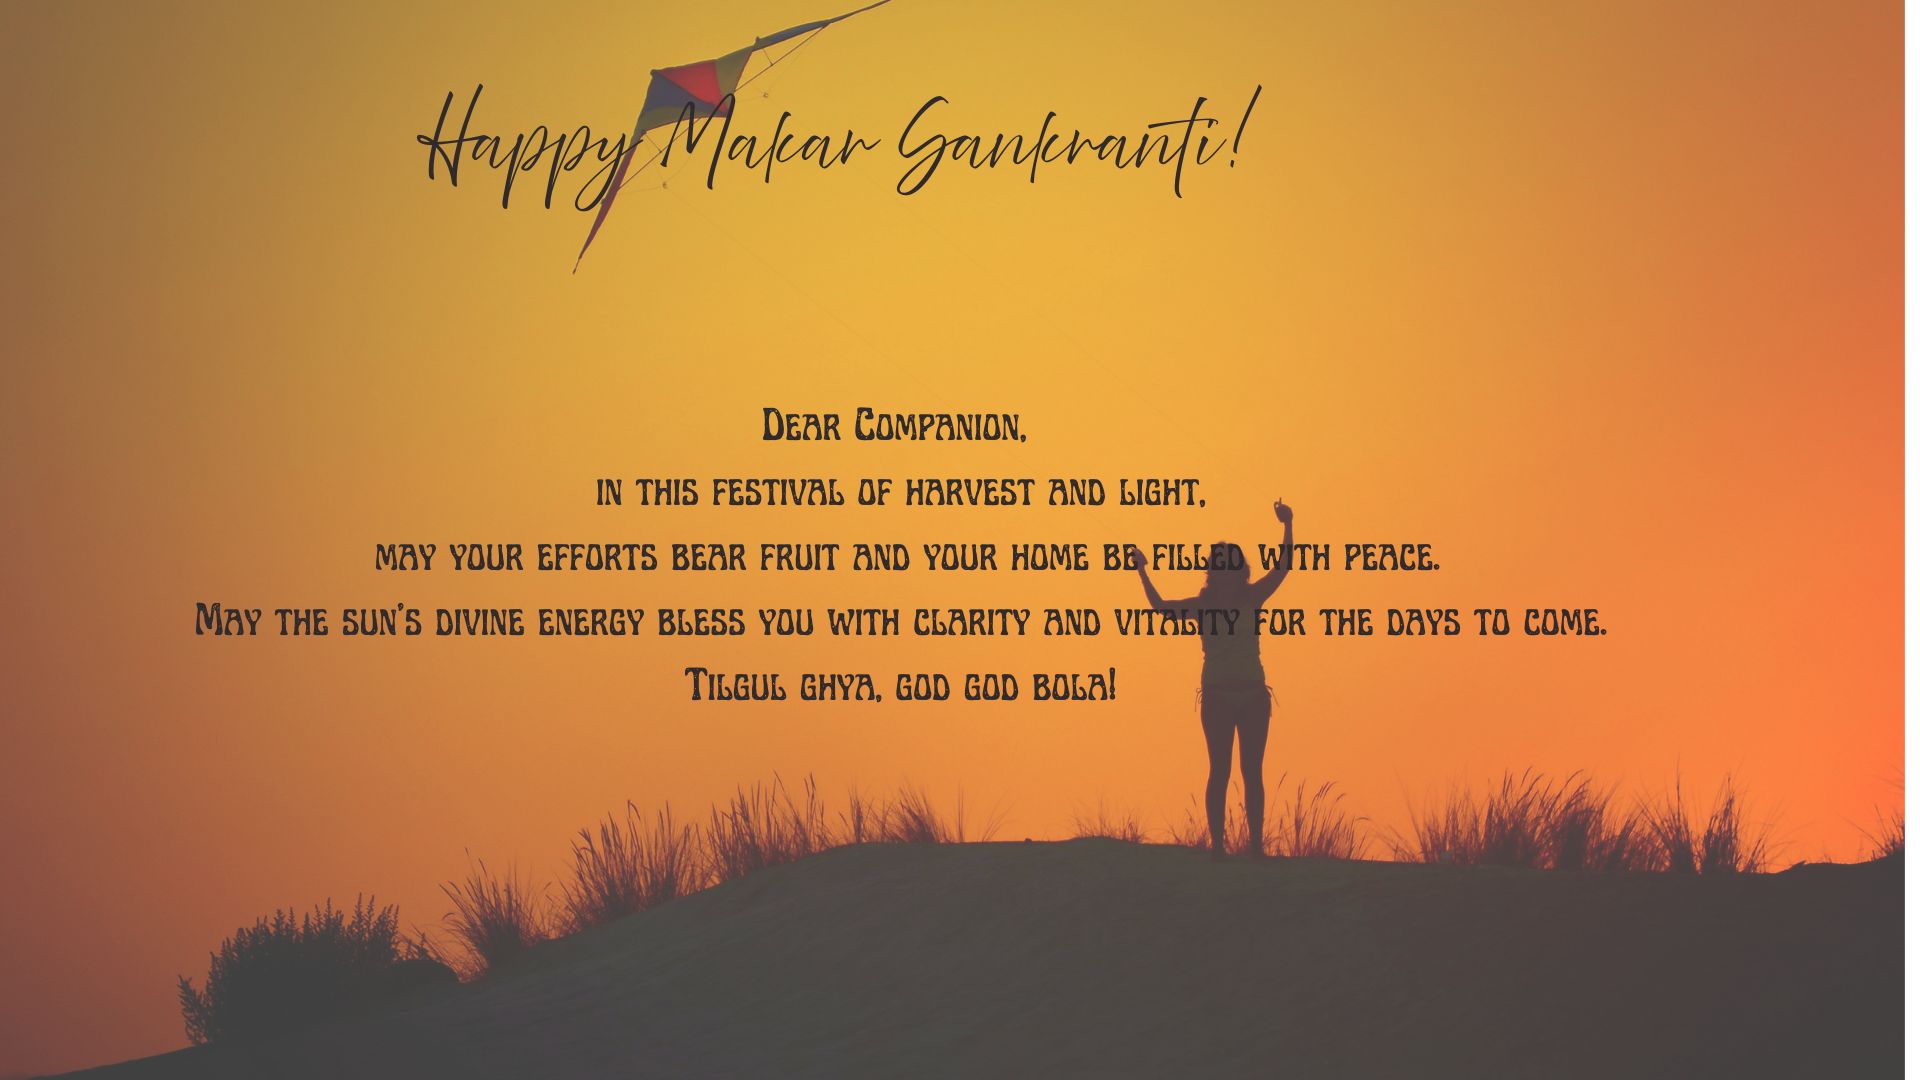 Happy Makar Sankranti!
Dear Companion,
in this festival of harvest and light,
may your efforts bear fruit and your home be filled with peace.
May the sun's divine energy bless you with clarity and vitality for the days to come.
Tilgul ghya, god god bola!